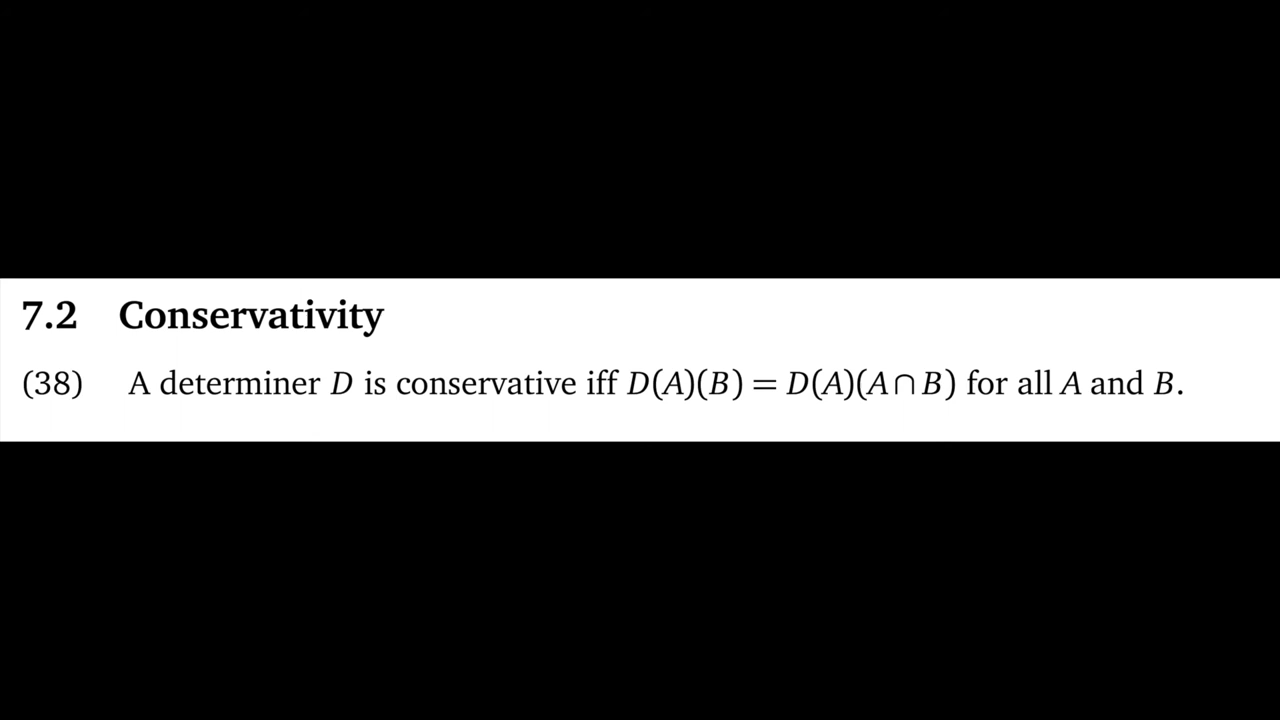 7.2 Conservativity
(38) A determiner D is conservative iff D(A)(B) = D(A)(A ∩ B) for all A and B.